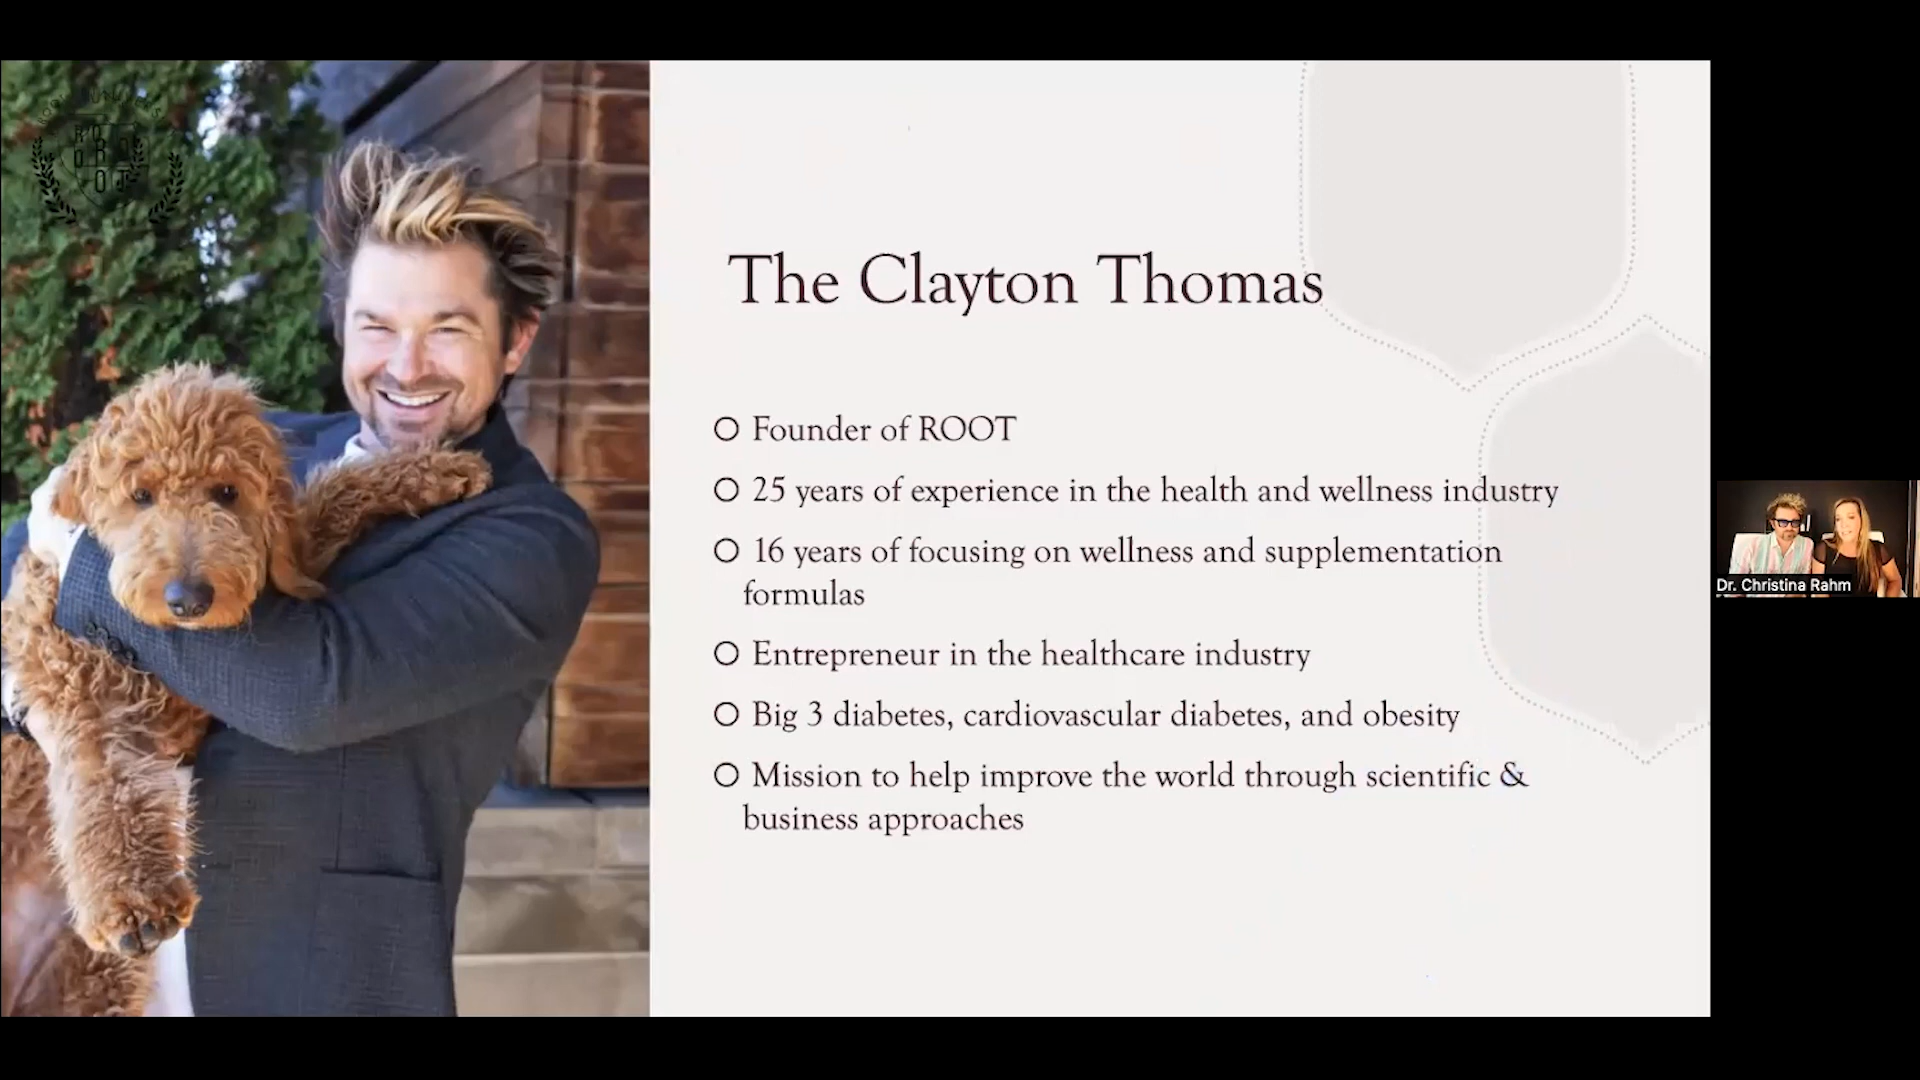 The Clayton Thomas
Founder of ROOT
25 years of experience in the health and wellness industry
16 years of focusing on wellness and supplementation
formulas
Entrepreneur in the healthcare industry
Big 3 diabetes, cardiovascular diabetes, and obesity
Mission to help improve the world through scientific &
business approaches
Dr. Christina Rahm